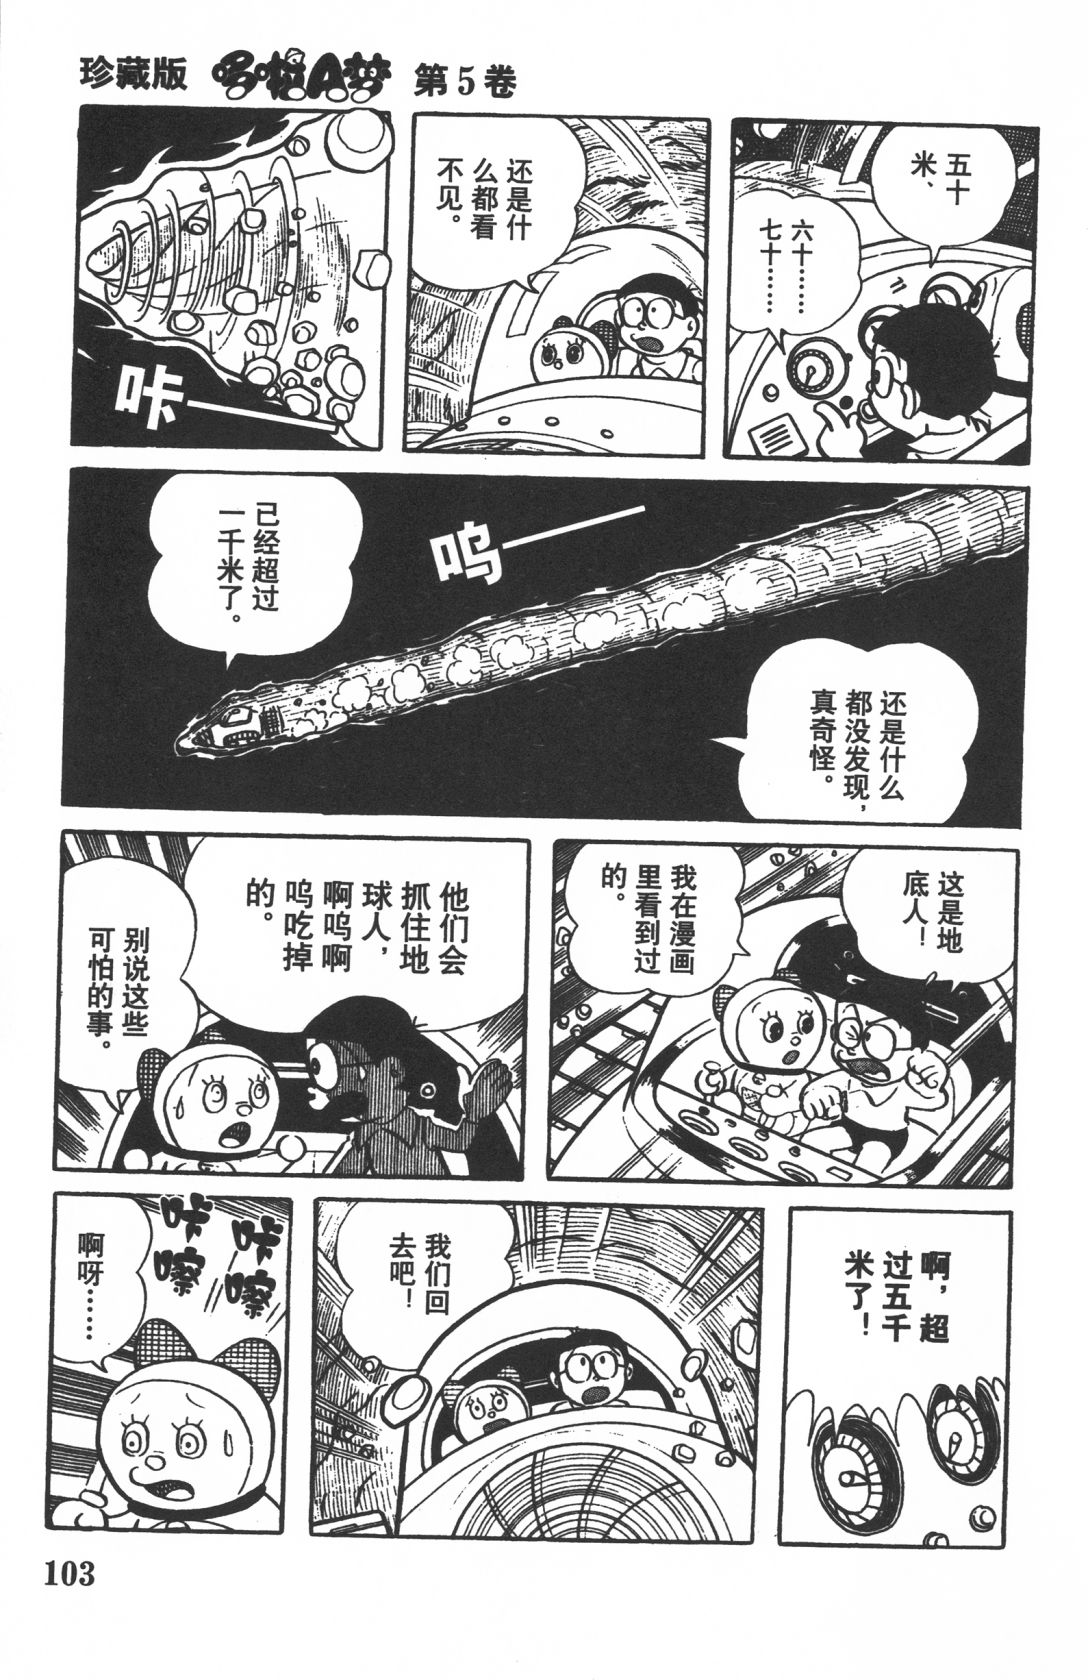 珍藏版 哆啦A梦 第5卷
五十
米、
六十……
七十……
还是什
么都看
不见。
咔
已经超过
一千米了。
呜
还是什么
都没发现，
真奇怪。
这是地
底人！
我在漫画
里看到过
的。
他们会
抓住地
球人，
啊呜啊
呜吃掉
的。
别说这些
可怕的事。
啊，超
过五千
米了！
我们回
去吧！
咔嚓
咔嚓
啊呀……
103